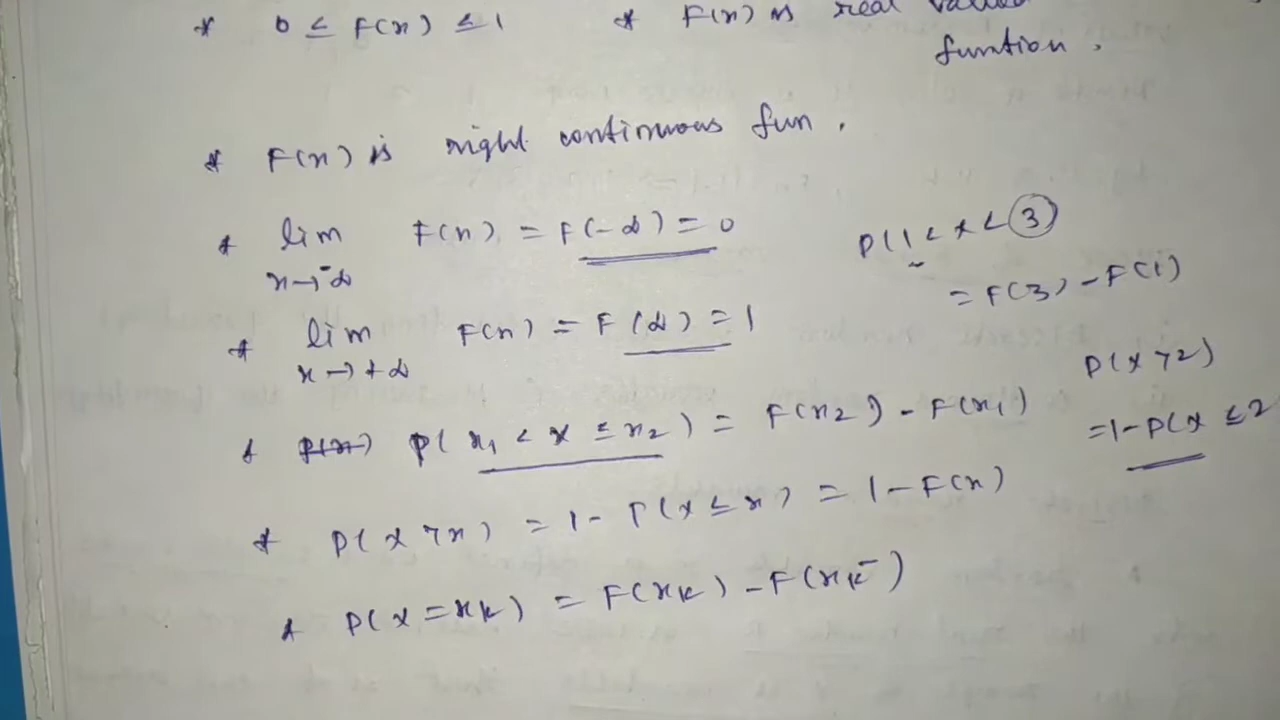 * 0 ≤ F(x) ≤ 1 * F(x) is real valued
function.
* F(x) is right continuous fun.
* lim F(x) = F(-∞) = 0
x→-∞
P(1 < X < 3)
= F(3) - F(1)
* lim F(x) = F(∞) = 1
x→+∞
P(X > 2)
= 1 - P(X ≤ 2
* P(x) P(x₁ < X ≤ x₂) = F(x₂) - F(x₁)
* P(X > x) = 1 - P(X ≤ x) = 1 - F(x)
* P(X = xₖ) = F(xₖ) - F(xₖ⁻)